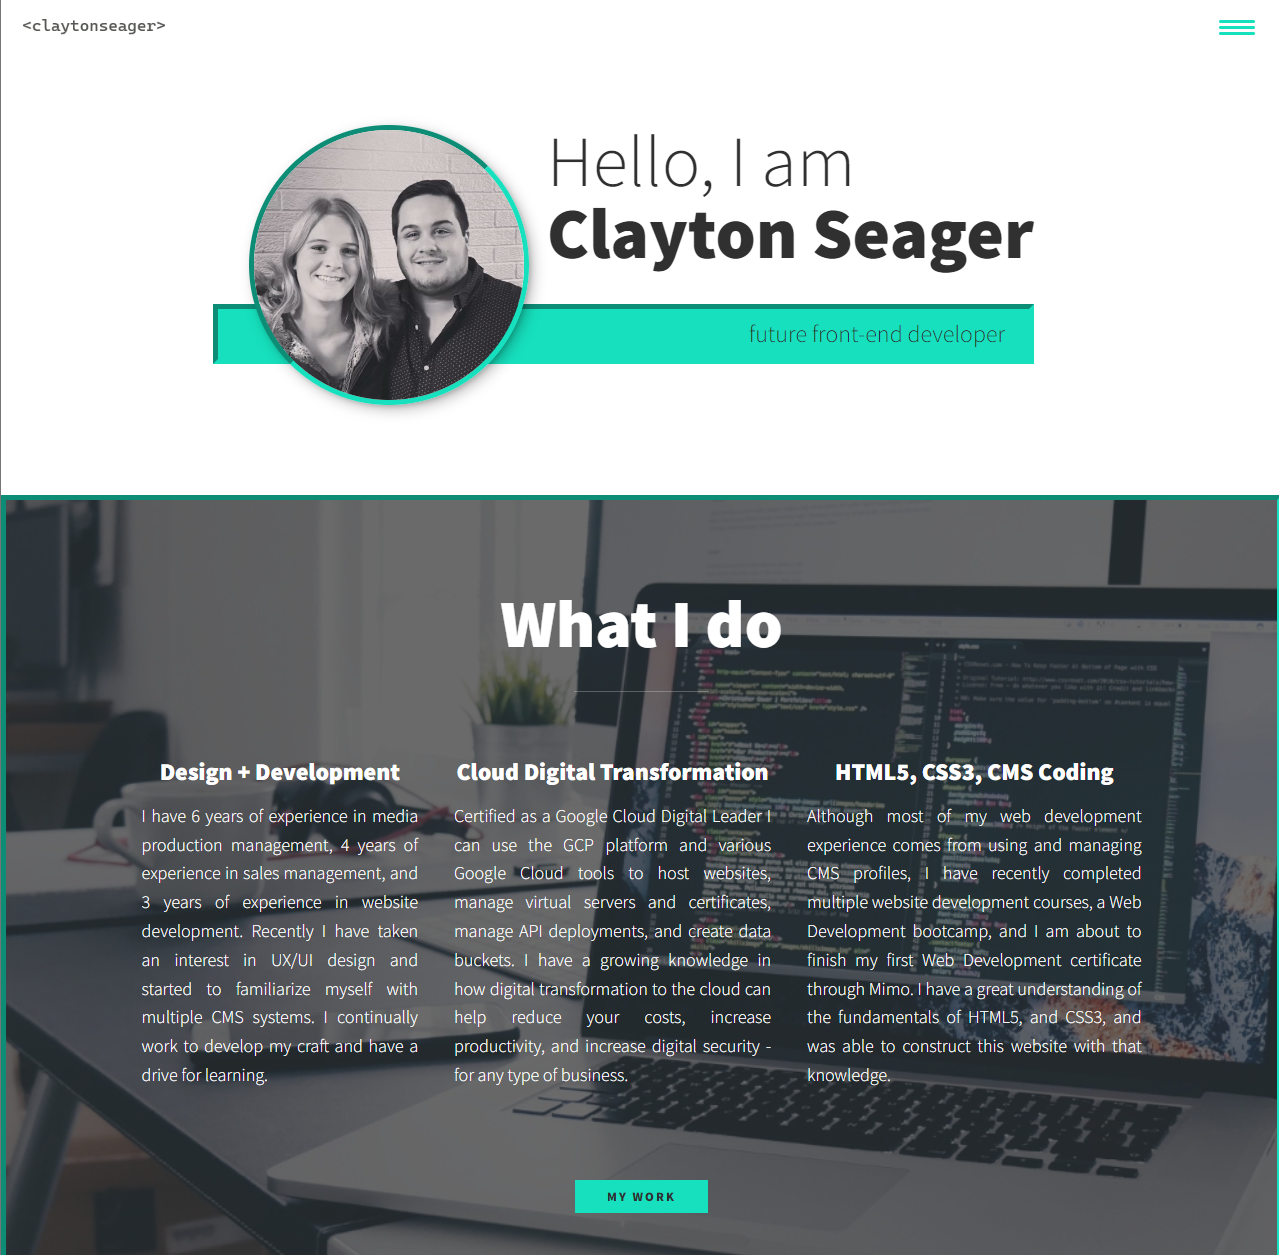 <claytonseager>
Hello, I am
Clayton Seager
future front-end developer
What I do
Design + Development
I have 6 years of experience in media
production management, 4 years of
experience in sales management, and
3 years of experience in website
development. Recently I have taken
an interest in UX/UI design and
started to familiarize myself with
multiple CMS systems. I continually
work to develop my craft and have a
drive for learning.
Cloud Digital Transformation
Certified as a Google Cloud Digital Leader I
can use the GCP platform and various
Google Cloud tools to host websites,
manage virtual servers and certificates,
manage API deployments, and create data
buckets. I have a growing knowledge in
how digital transformation to the cloud can
help reduce your costs, increase
productivity, and increase digital security -
for any type of business.
HTML5, CSS3, CMS Coding
Although most of my web development
experience comes from using and managing
CMS profiles, I have recently completed
multiple website development courses, a Web
Development bootcamp, and I am about to
finish my first Web Development certificate
through Mimo. I have a great understanding of
the fundamentals of HTML5, and CSS3, and
was able to construct this website with that
knowledge.
MY WORK